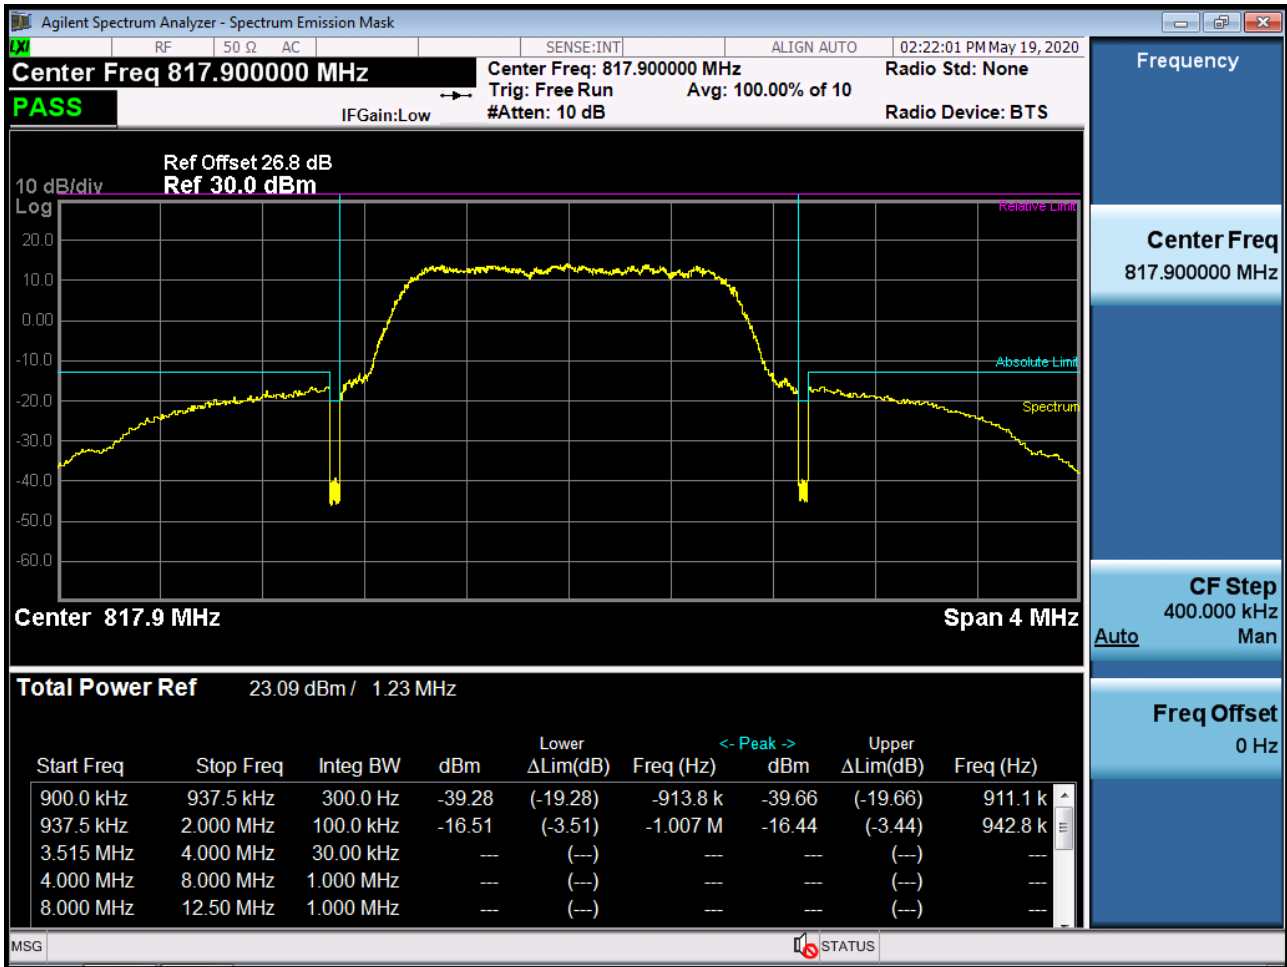 Agilent Spectrum Analyzer - Spectrum Emission Mask
LXI RF 50 Ω AC SENSE:INT ALIGN AUTO 02:22:01 PM May 19, 2020
Center Freq 817.900000 MHz
PASS
IFGain:Low
Center Freq: 817.900000 MHz
Trig: Free Run Avg: 100.00% of 10
#Atten: 10 dB
Radio Std: None
Radio Device: BTS
Ref Offset 26.8 dB
10 dB/div Ref 30.0 dBm
Log
Relative Limit
20.0
10.0
0.00
-10.0
Absolute Limit
-20.0
Spectrum
-30.0
-40.0
-50.0
-60.0
Center 817.9 MHz Span 4 MHz
Total Power Ref 23.09 dBm / 1.23 MHz
Lower <- Peak -> Upper
Start Freq Stop Freq Integ BW dBm ΔLim(dB) Freq (Hz) dBm ΔLim(dB) Freq (Hz)
900.0 kHz 937.5 kHz 300.0 Hz -39.28 (-19.28) -913.8 k -39.66 (-19.66) 911.1 k
937.5 kHz 2.000 MHz 100.0 kHz -16.51 (-3.51) -1.007 M -16.44 (-3.44) 942.8 k
3.515 MHz 4.000 MHz 30.00 kHz --- (---) --- --- (---) ---
4.000 MHz 8.000 MHz 1.000 MHz --- (---) --- --- (---) ---
8.000 MHz 12.50 MHz 1.000 MHz --- (---) --- --- (---) ---
MSG STATUS
Frequency
Center Freq
817.900000 MHz
CF Step
400.000 kHz
Auto Man
Freq Offset
0 Hz